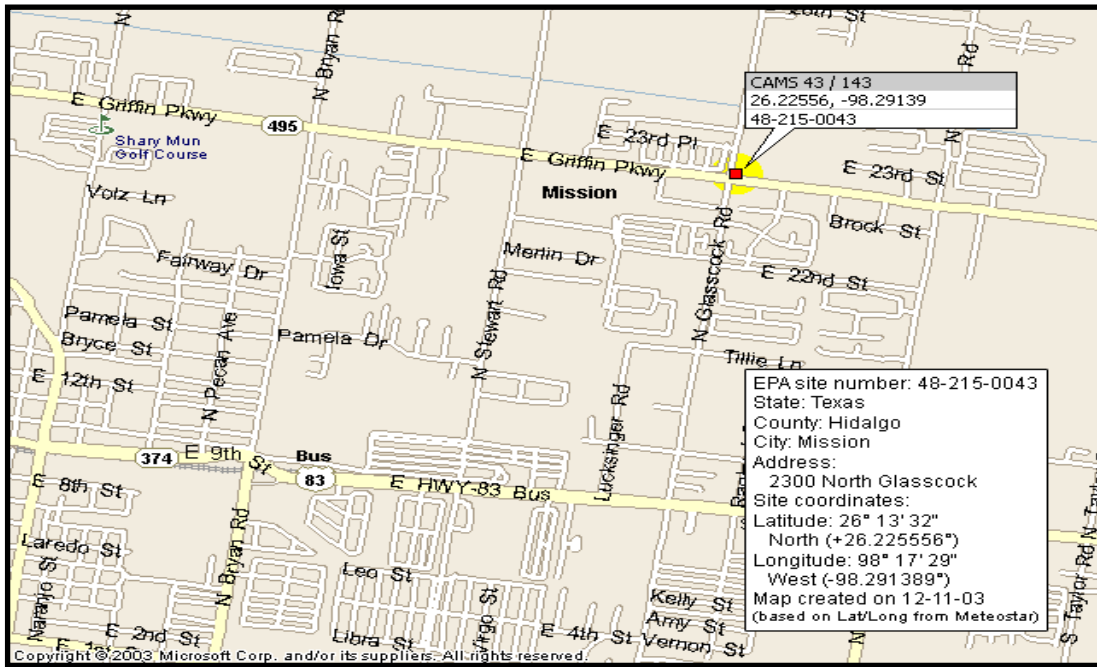 N Bryan Rd
Rd
E Griffin Pkwy
495
Shary Mun
Golf Course
CAMS 43 / 143
26.22556, -98.29139
48-215-0043
E 23rd Pl
E Griffin Pkwy
E 23rd St
Mission
Volz Ln
Brock St
N Glasscock Rd
Iowa St
Merlin Dr
Fairway Dr
E 22nd St
N Stewart Rd
Pamela St
N Pecan Ave
Pamela Dr
Bryce St
Tillie Ln
E 12th St
EPA site number: 48-215-0043
State: Texas
County: Hidalgo
City: Mission
Address:
2300 North Glasscock
Site coordinates:
Latitude: 26° 13' 32"
North (+26.225556°)
Longitude: 98° 17' 29"
West (-98.291389°)
Map created on 12-11-03
(based on Lat/Long from Meteostar)
Lucksinger Rd
374
E 9th St
Bus
83
E HWY-83 Bus
E 8th St
N Bryan Rd
Laredo St
Leo St
Naranjo St
Virgo St
Kelly St
Amy St
S Taylor Rd
N Taylor
E 2nd St
Libra St
E 4th St
Vernon St
N
Copyright © 2003 Microsoft Corp. and/or its suppliers. All rights reserved.